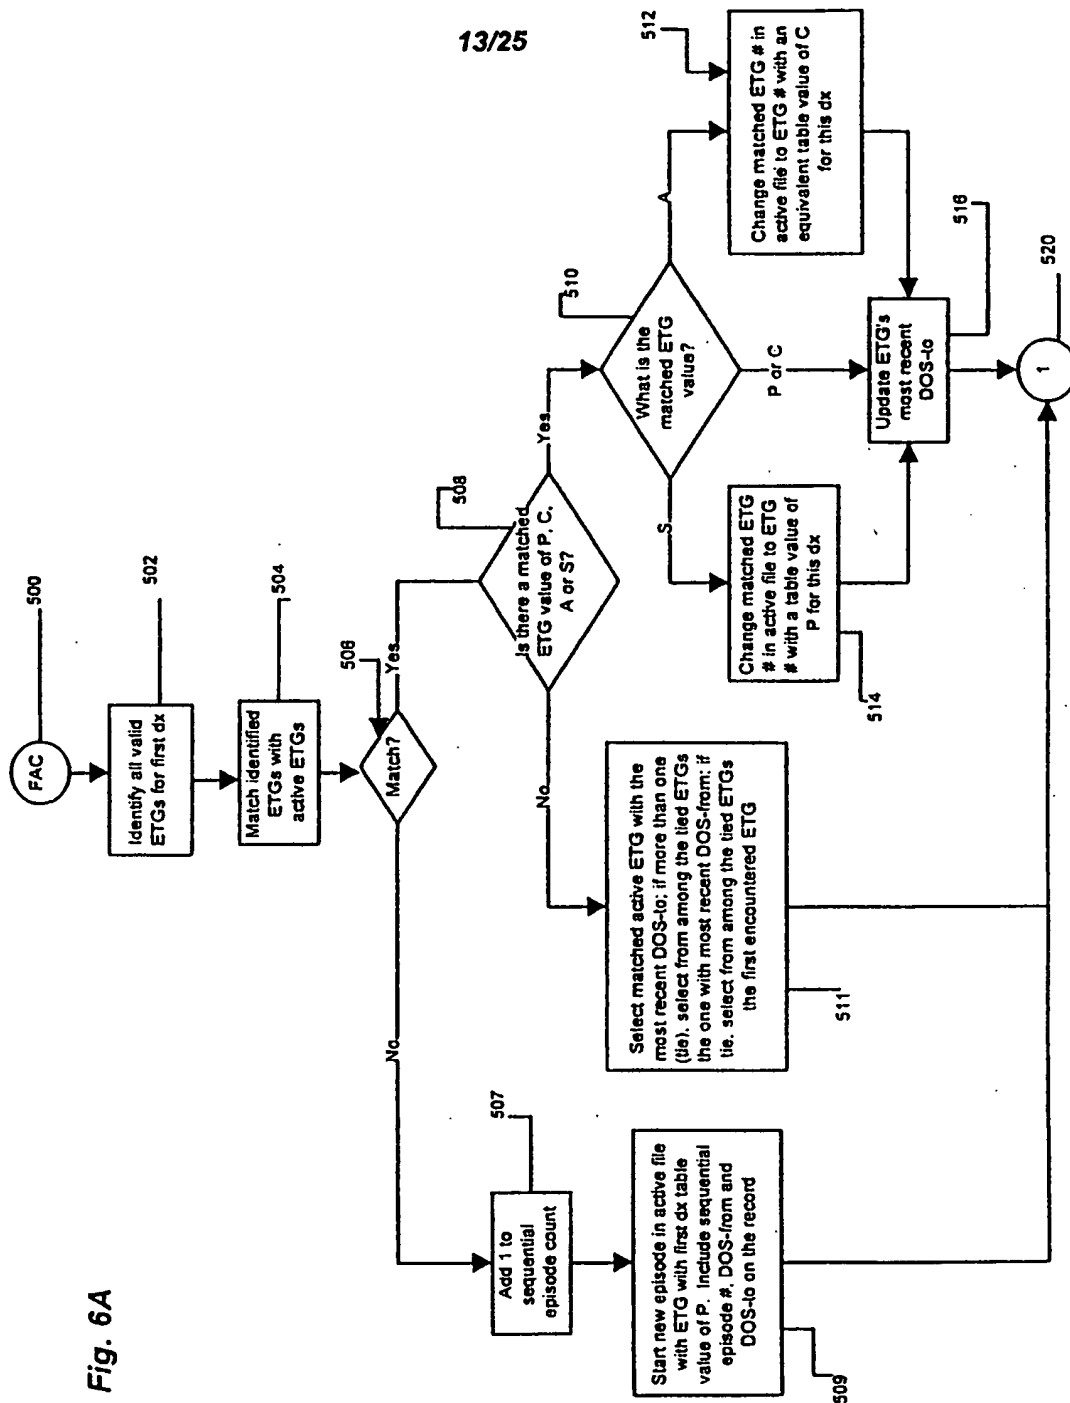 13/25
Fig. 6A
FAC
500
Identify all valid
ETGs for first dx
502
Match identified
ETGs with
active ETGs
504
Match?
506
No
Yes
Is there a matched
ETG value of P, C,
A or S?
508
No
Yes
Add 1 to
sequential
episode count
507
Start new episode in active file
with ETG with first dx table
value of P. Include sequential
episode #, DOS-from and
DOS-to on the record
509
Select matched active ETG with the
most recent DOS-to; if more than one
(tie), select from among the tied ETGs
the one with most recent DOS-from; if
tie, select from among the tied ETGs
the first encountered ETG
511
What is the
matched ETG
value?
510
S
P or C
A
Change matched ETG
# in active file to ETG
# with a table value of
P for this dx
514
Change matched ETG # in
active file to ETG # with an
equivalent table value of C
for this dx
512
Update ETG's
most recent
DOS-to
516
1
520